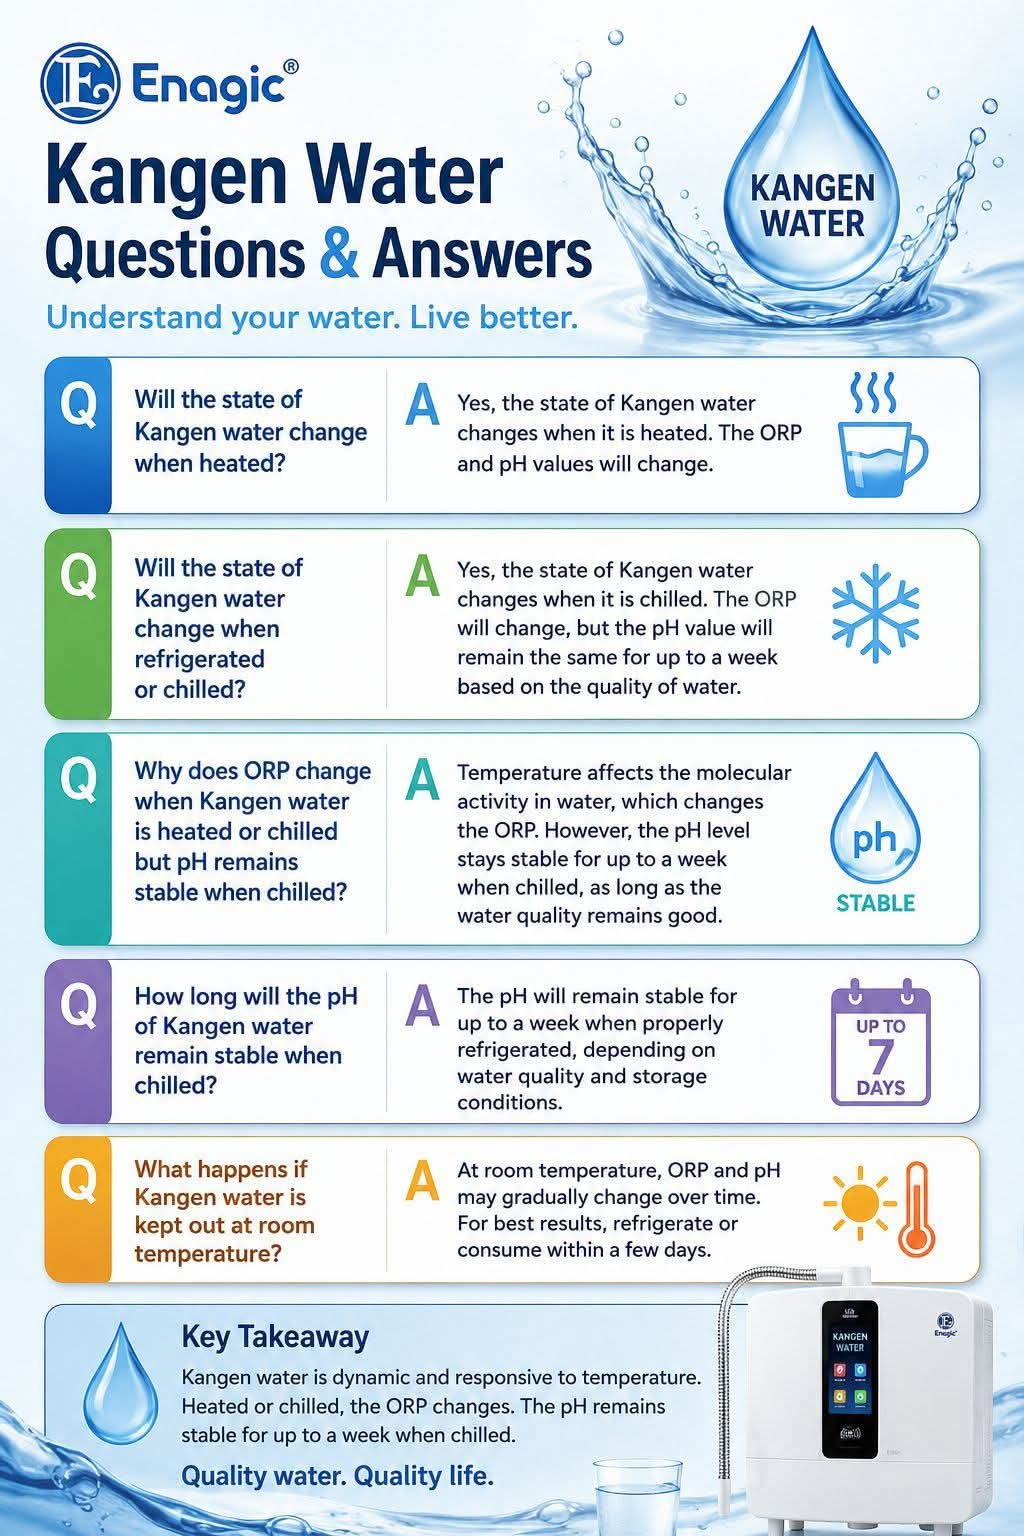 Enagic®
Kangen Water
Questions & Answers
Understand your water. Live better.
KANGEN
WATER
Q
Will the state of
Kangen water change
when heated?
A
Yes, the state of Kangen water
changes when it is heated. The ORP
and pH values will change.
Q
Will the state of
Kangen water
change when
refrigerated
or chilled?
A
Yes, the state of Kangen water
changes when it is chilled. The ORP
will change, but the pH value will
remain the same for up to a week
based on the quality of water.
Q
Why does ORP change
when Kangen water
is heated or chilled
but pH remains
stable when chilled?
A
Temperature affects the molecular
activity in water, which changes
the ORP. However, the pH level
stays stable for up to a week
when chilled, as long as the
water quality remains good.
ph
STABLE
Q
How long will the pH
of Kangen water
remain stable when
chilled?
A
The pH will remain stable for
up to a week when properly
refrigerated, depending on
water quality and storage
conditions.
UP TO
7
DAYS
Q
What happens if
Kangen water is
kept out at room
temperature?
A
At room temperature, ORP and pH
may gradually change over time.
For best results, refrigerate or
consume within a few days.
Key Takeaway
Kangen water is dynamic and responsive to temperature.
Heated or chilled, the ORP changes. The pH remains
stable for up to a week when chilled.
Quality water. Quality life.
KANGEN
WATER
Enagic